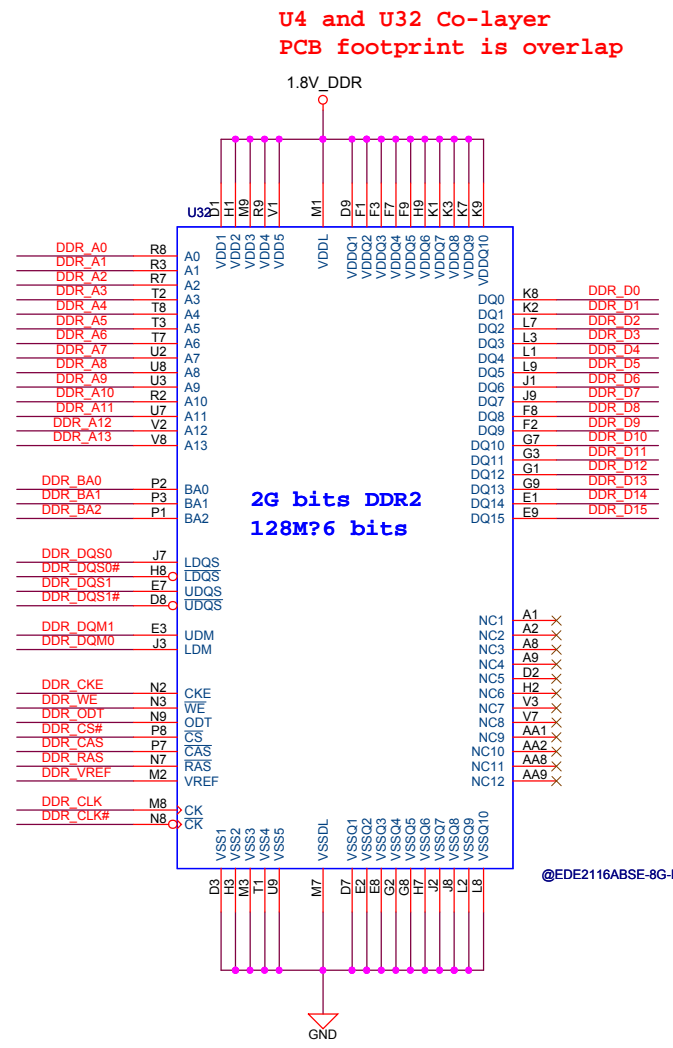 U4 and U32 Co-layer
PCB footprint is overlap
1.8V_DDR
U32
D1 H1 M9 R9 V1 M1 D9 F1 F3 F7 F9 H9 K1 K3 K7 K9
VDD1 VDD2 VDD3 VDD4 VDD5 VDDL VDDQ1 VDDQ2 VDDQ3 VDDQ4 VDDQ5 VDDQ6 VDDQ7 VDDQ8 VDDQ9 VDDQ10
DDR_A0 R8 A0
DDR_A1 R3 A1
DDR_A2 R7 A2
DDR_A3 T2 A3
DDR_A4 T8 A4
DDR_A5 T3 A5
DDR_A6 T7 A6
DDR_A7 U2 A7
DDR_A8 U8 A8
DDR_A9 U3 A9
DDR_A10 R2 A10
DDR_A11 U7 A11
DDR_A12 V2 A12
DDR_A13 V8 A13
DQ0 K8 DDR_D0
DQ1 K2 DDR_D1
DQ2 L7 DDR_D2
DQ3 L3 DDR_D3
DQ4 L1 DDR_D4
DQ5 L9 DDR_D5
DQ6 J1 DDR_D6
DQ7 J9 DDR_D7
DQ8 F8 DDR_D8
DQ9 F2 DDR_D9
DQ10 G7 DDR_D10
DQ11 G3 DDR_D11
DQ12 G1 DDR_D12
DQ13 G9 DDR_D13
DQ14 E1 DDR_D14
DQ15 E9 DDR_D15
DDR_BA0 P2 BA0
DDR_BA1 P3 BA1
DDR_BA2 P1 BA2
2G bits DDR2
128M?6 bits
DDR_DQS0 J7 LDQS
DDR_DQS0# H8 LDQS
DDR_DQS1 E7 UDQS
DDR_DQS1# D8 UDQS
DDR_DQM1 E3 UDM
DDR_DQM0 J3 LDM
DDR_CKE N2 CKE
DDR_WE N3 WE
DDR_ODT N9 ODT
DDR_CS# P8 CS
DDR_CAS P7 CAS
DDR_RAS N7 RAS
DDR_VREF M2 VREF
DDR_CLK M8 CK
DDR_CLK# N8 CK
NC1 A1
NC2 A2
NC3 A8
NC4 A9
NC5 D2
NC6 H2
NC7 V3
NC8 V7
NC9 AA1
NC10 AA2
NC11 AA8
NC12 AA9
VSS1 VSS2 VSS3 VSS4 VSS5 VSSDL VSSQ1 VSSQ2 VSSQ3 VSSQ4 VSSQ5 VSSQ6 VSSQ7 VSSQ8 VSSQ9 VSSQ10
D3 H3 M3 T1 U9 M7 D7 E2 E8 G2 G8 H7 J2 J8 L2 L8
@EDE2116ABSE-8G-
GND